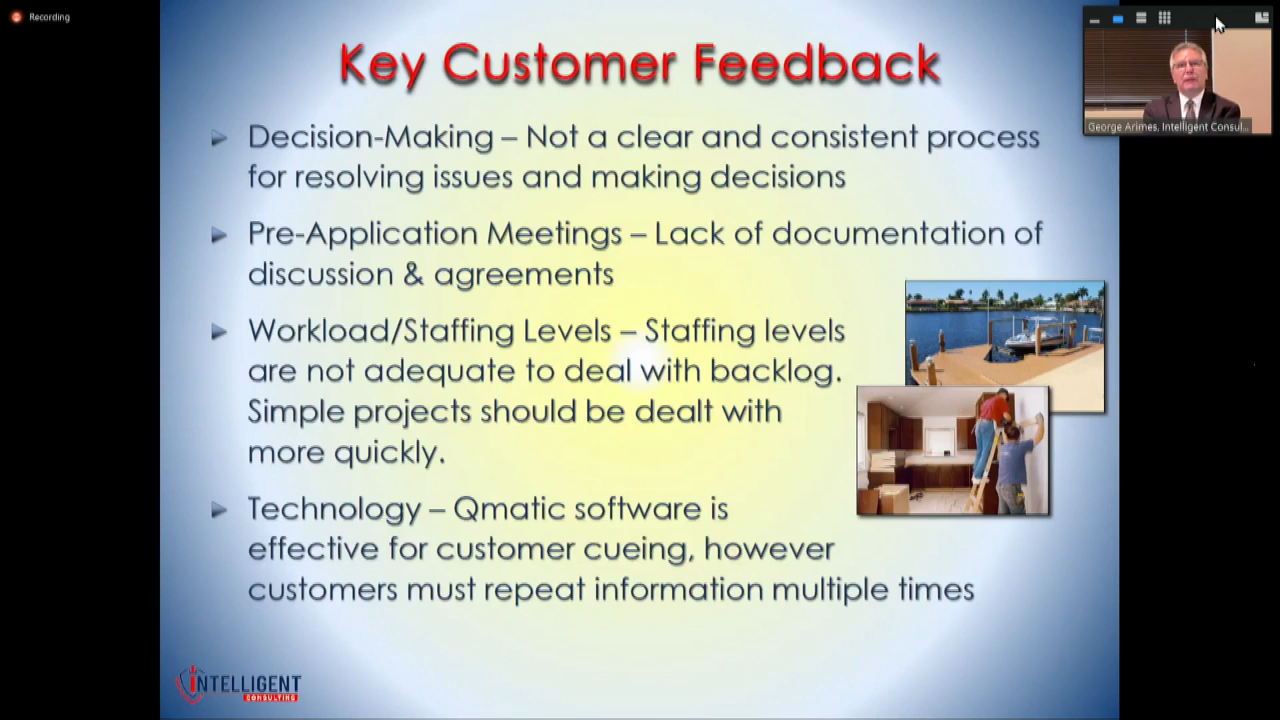 Recording
Key Customer Feedback
Decision-Making – Not a clear and consistent process
for resolving issues and making decisions
Pre-Application Meetings – Lack of documentation of
discussion & agreements
Workload/Staffing Levels – Staffing levels
are not adequate to deal with backlog.
Simple projects should be dealt with
more quickly.
Technology – Qmatic software is
effective for customer cueing, however
customers must repeat information multiple times
George Arimes, Intelligent Consul...
INTELLIGENT
CONSULTING